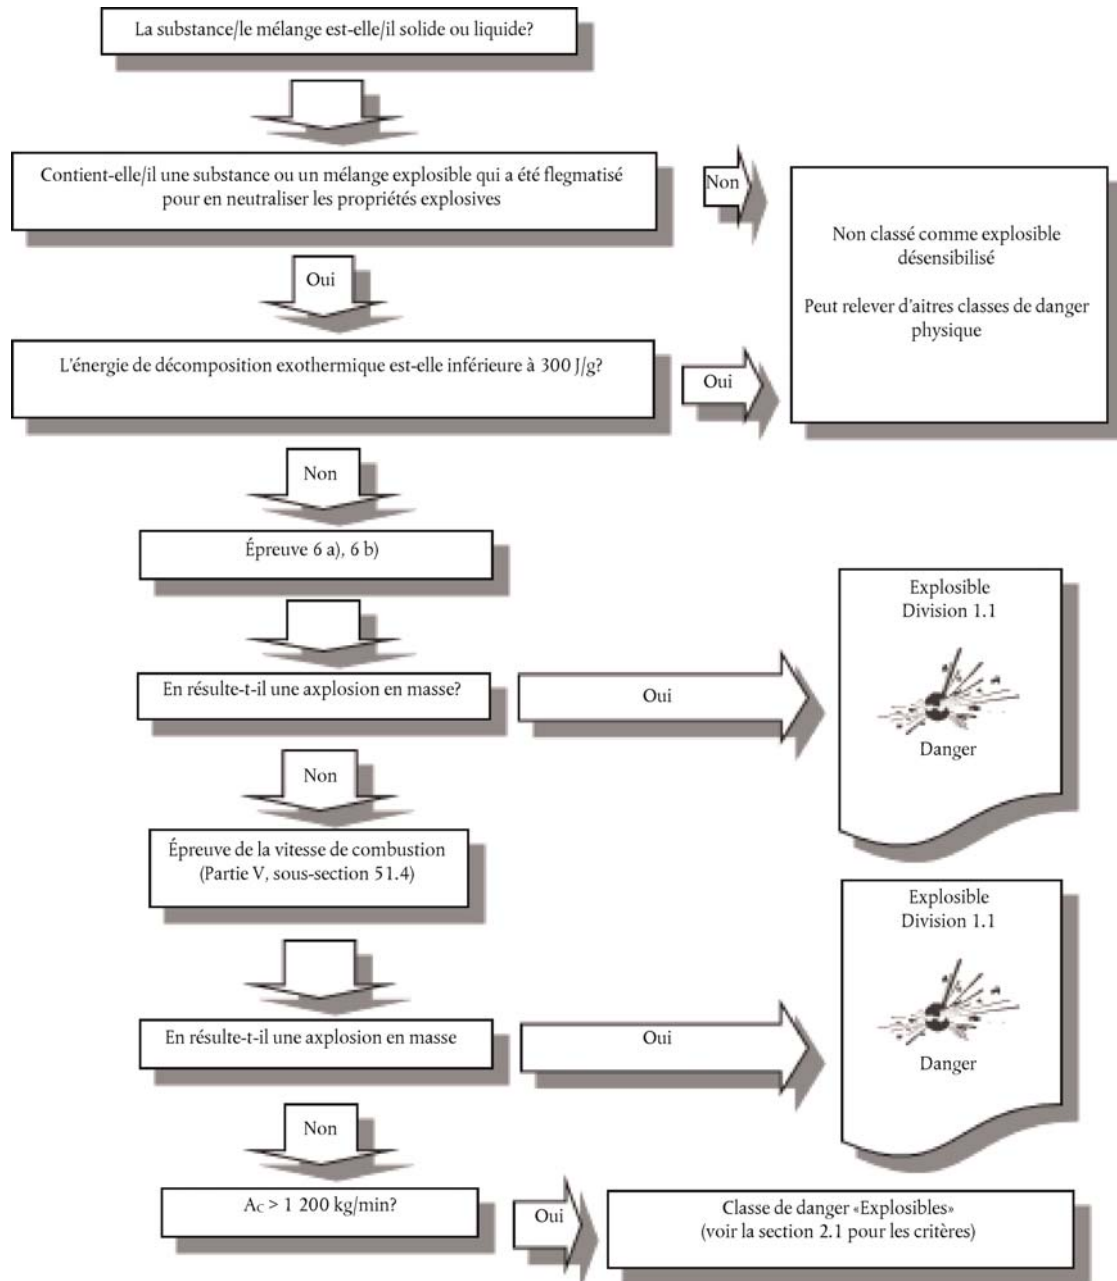 La substance/le mélange est-elle/il solide ou liquide?
Contient-elle/il une substance ou un mélange explosible qui a été flegmatisé
pour en neutraliser les propriétés explosives
Non
Non classé comme explosible
désensibilisé
Peut relever d'aitres classes de danger
physique
Oui
L'énergie de décomposition exothermique est-elle inférieure à 300 J/g?
Oui
Non
Épreuve 6 a), 6 b)
En résulte-t-il une axplosion en masse?
Oui
Explosible
Division 1.1
Danger
Non
Épreuve de la vitesse de combustion
(Partie V, sous-section 51.4)
En résulte-t-il une axplosion en masse
Oui
Explosible
Division 1.1
Danger
Non
Ac > 1 200 kg/min?
Oui
Classe de danger «Explosibles»
(voir la section 2.1 pour les critères)